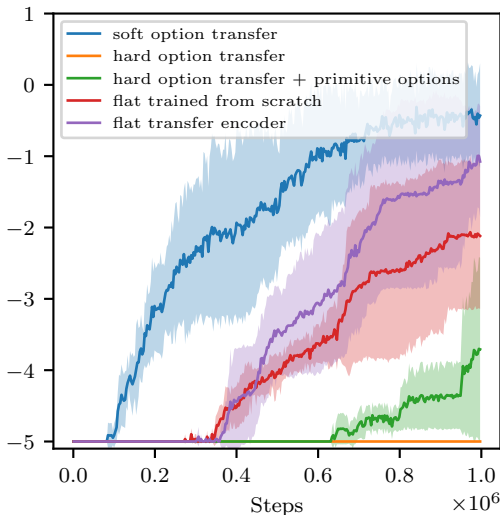 1
soft option transfer
hard option transfer
hard option transfer + primitive options
flat trained from scratch
flat transfer encoder
0
−1
−2
−3
−4
−5
0.0 0.2 0.4 0.6 0.8 1.0
Steps ×10⁶